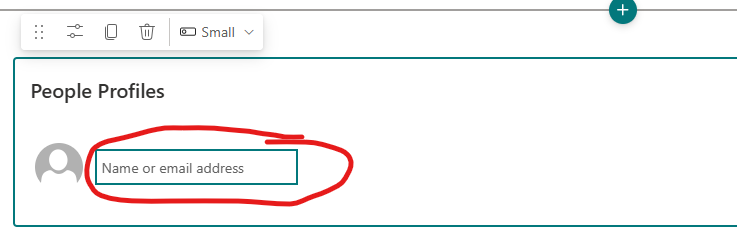 Small
People Profiles
Name or email address